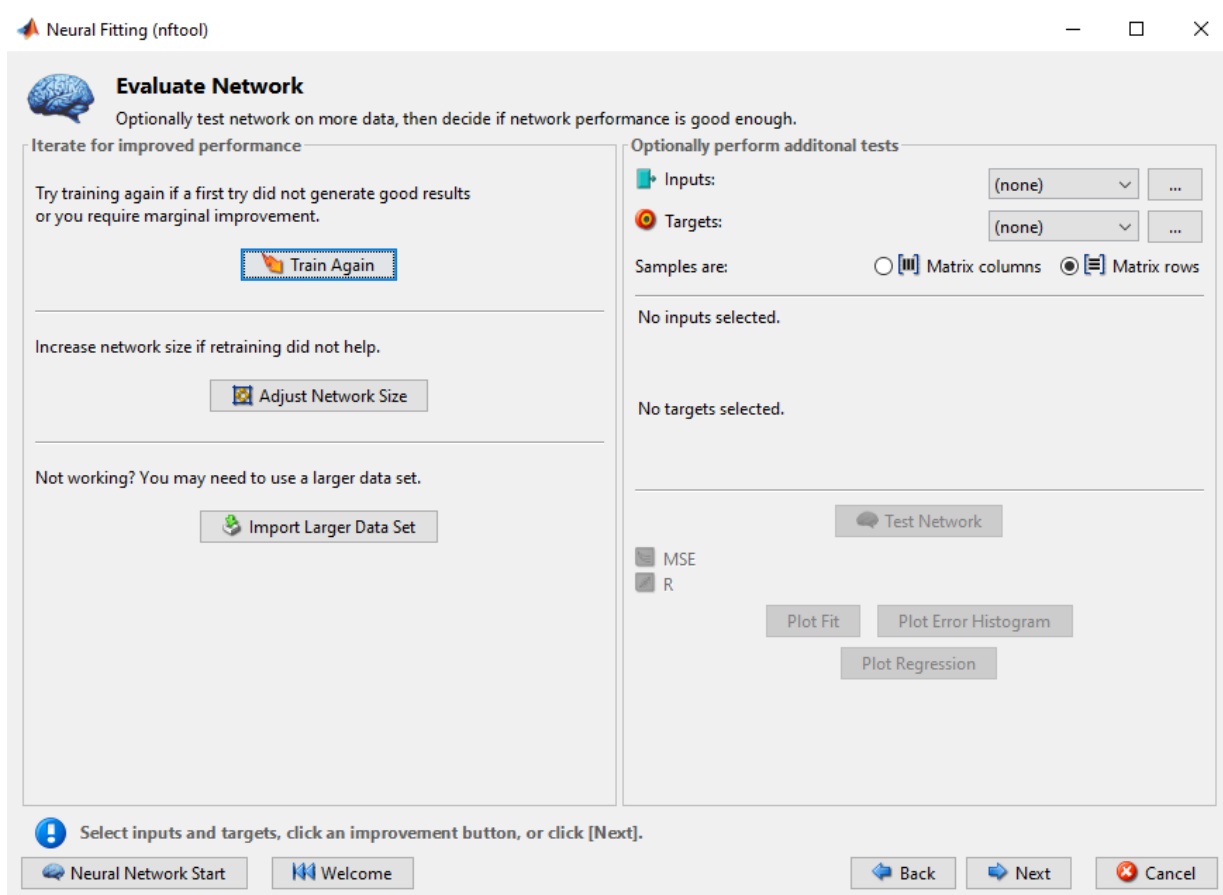 Neural Fitting (nftool)
Evaluate Network
Optionally test network on more data, then decide if network performance is good enough.
Iterate for improved performance
Try training again if a first try did not generate good results
or you require marginal improvement.
Train Again
Increase network size if retraining did not help.
Adjust Network Size
Not working? You may need to use a larger data set.
Import Larger Data Set
Optionally perform additonal tests
Inputs: (none) ...
Targets: (none) ...
Samples are: Matrix columns Matrix rows
No inputs selected.
No targets selected.
Test Network
MSE
R
Plot Fit Plot Error Histogram
Plot Regression
Select inputs and targets, click an improvement button, or click [Next].
Neural Network Start Welcome Back Next Cancel